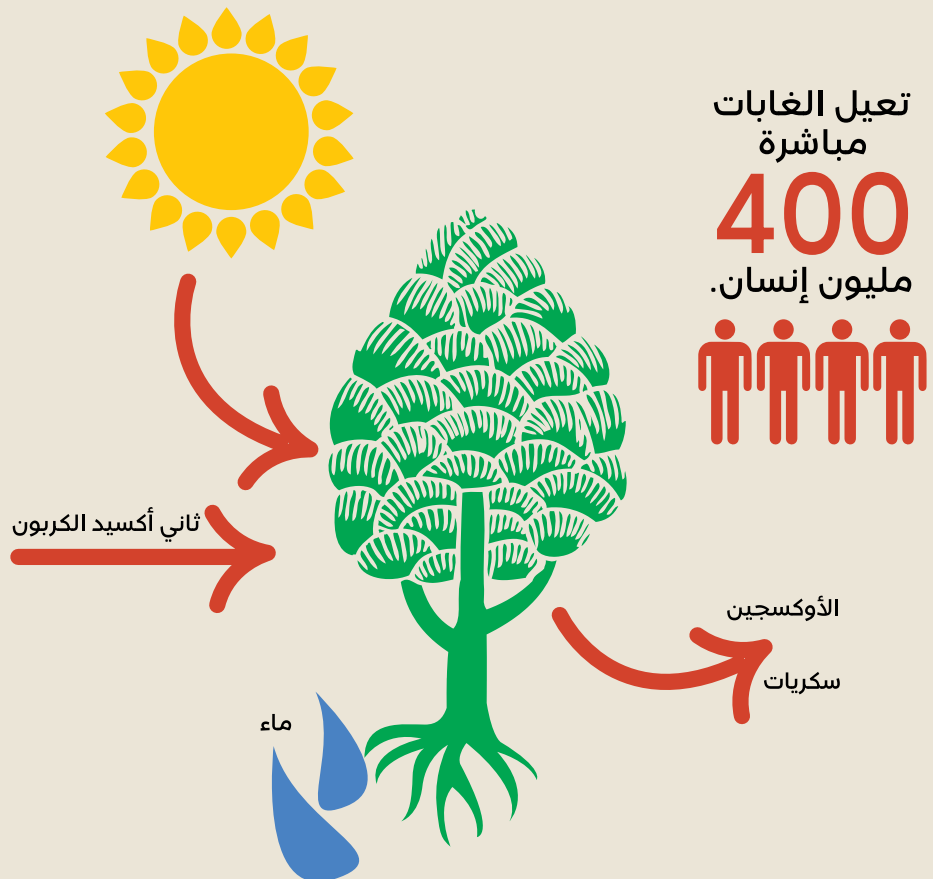 تعيل الغابات
مباشرة
400
مليون إنسان.
ثاني أكسيد الكربون
الأوكسجين
سكريات
ماء